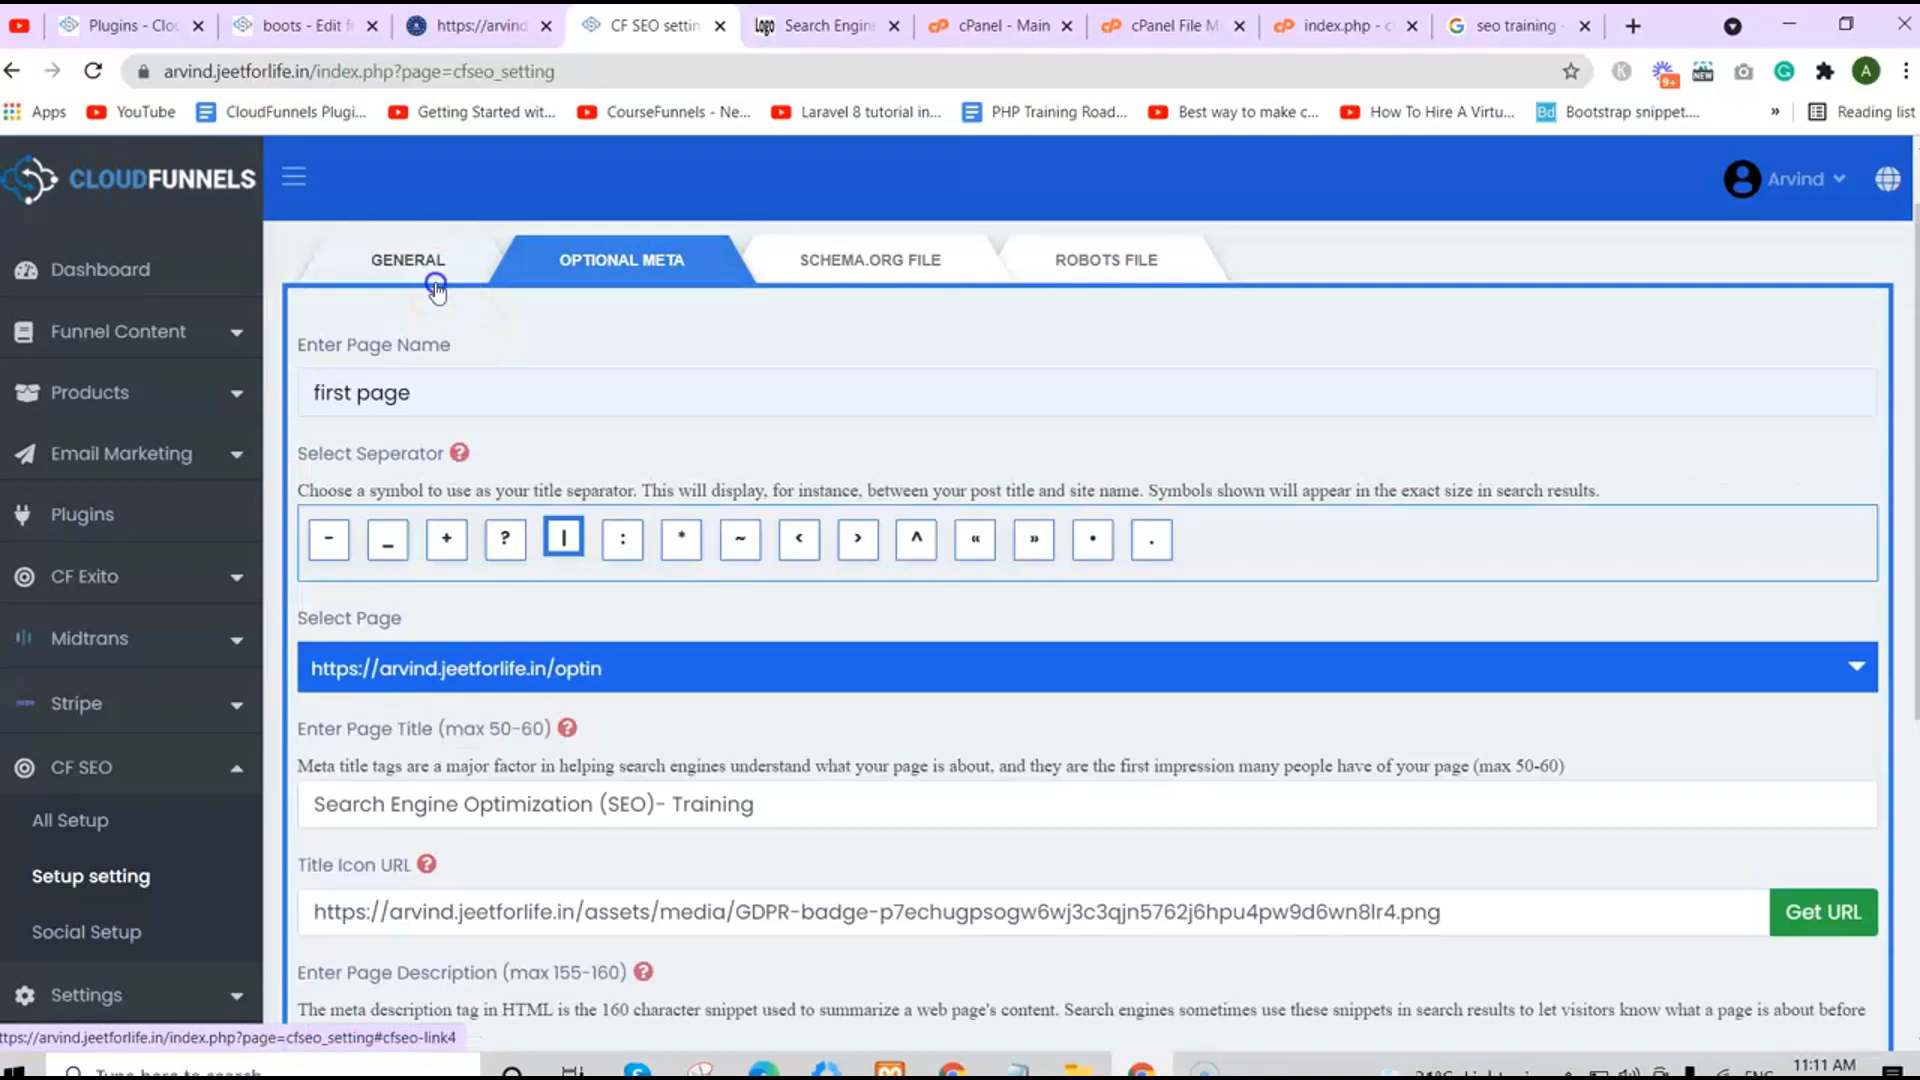 Plugins - Clou
boots - Edit f
https://arvind
CF SEO settin
Logo Search Engin
cPanel - Main
cPanel File M
index.php - c
seo training -
arvind.jeetforlife.in/index.php?page=cfseo_setting
9+
NEW
A
Apps
YouTube
CloudFunnels Plugi...
Getting Started wit...
CourseFunnels - Ne...
Laravel 8 tutorial in...
PHP Training Road...
Best way to make c...
How To Hire A Virtu...
Bd Bootstrap snippet....
»
Reading list
CLOUDFUNNELS
Arvind
Dashboard
Funnel Content
Products
Email Marketing
Plugins
CF Exito
Midtrans
Stripe
CF SEO
All Setup
Setup setting
Social Setup
Settings
GENERAL
OPTIONAL META
SCHEMA.ORG FILE
ROBOTS FILE
Enter Page Name
first page
Select Seperator ?
Choose a symbol to use as your title separator. This will display, for instance, between your post title and site name. Symbols shown will appear in the exact size in search results.
- _ + ? | : * ~ < > ^ « » • .
Select Page
https://arvind.jeetforlife.in/optin
Enter Page Title (max 50-60) ?
Meta title tags are a major factor in helping search engines understand what your page is about, and they are the first impression many people have of your page (max 50-60)
Search Engine Optimization (SEO)- Training
Title Icon URL ?
https://arvind.jeetforlife.in/assets/media/GDPR-badge-p7echugpsogw6wj3c3qjn5762j6hpu4pw9d6wn8lr4.png
Get URL
Enter Page Description (max 155-160) ?
The meta description tag in HTML is the 160 character snippet used to summarize a web page's content. Search engines sometimes use these snippets in search results to let visitors know what a page is about before
ttps://arvind.jeetforlife.in/index.php?page=cfseo_setting#cfseo-link4
Type here to search
11:11 AM